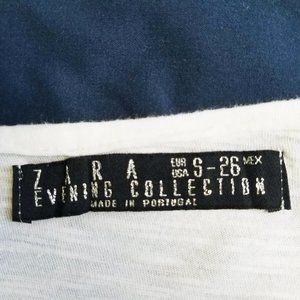 ZARA EUR USA S-26 MEX
EVENING COLLECTION
MADE IN PORTUGAL